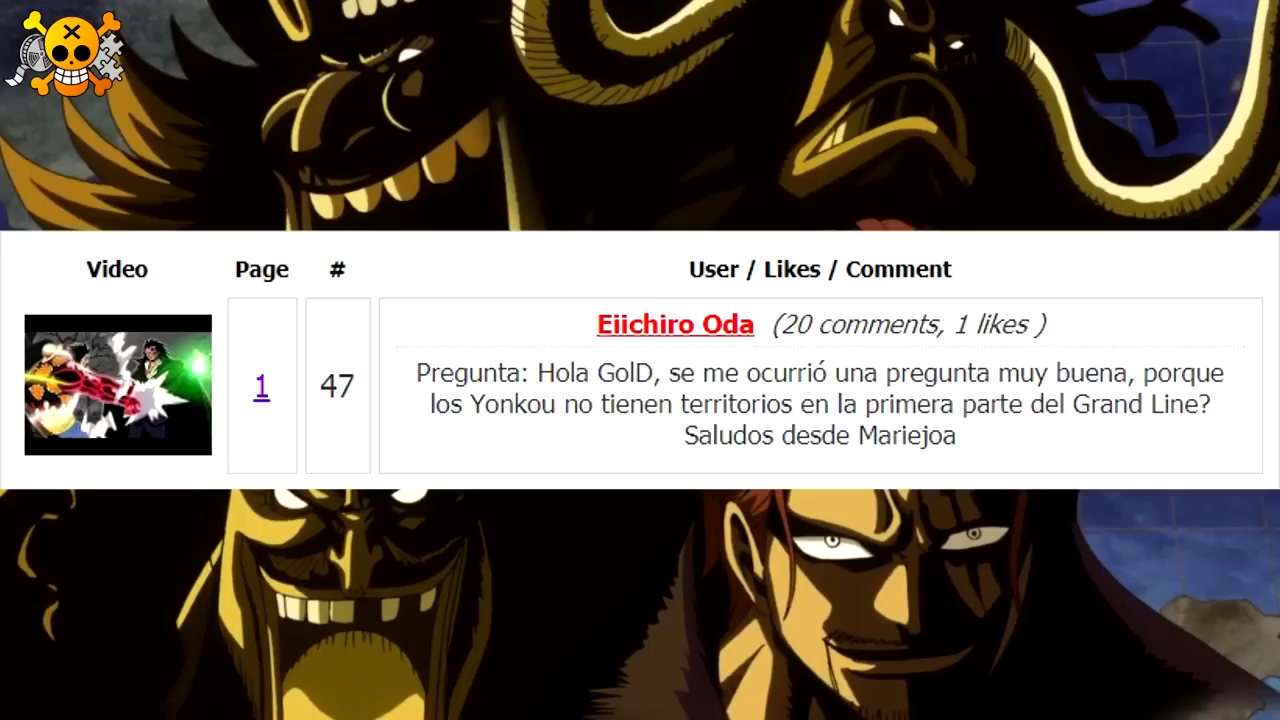 Video Page # User / Likes / Comment
Eiichiro Oda (20 comments, 1 likes )
1 47
Pregunta: Hola GolD, se me ocurrió una pregunta muy buena, porque
los Yonkou no tienen territorios en la primera parte del Grand Line?
Saludos desde Mariejoa